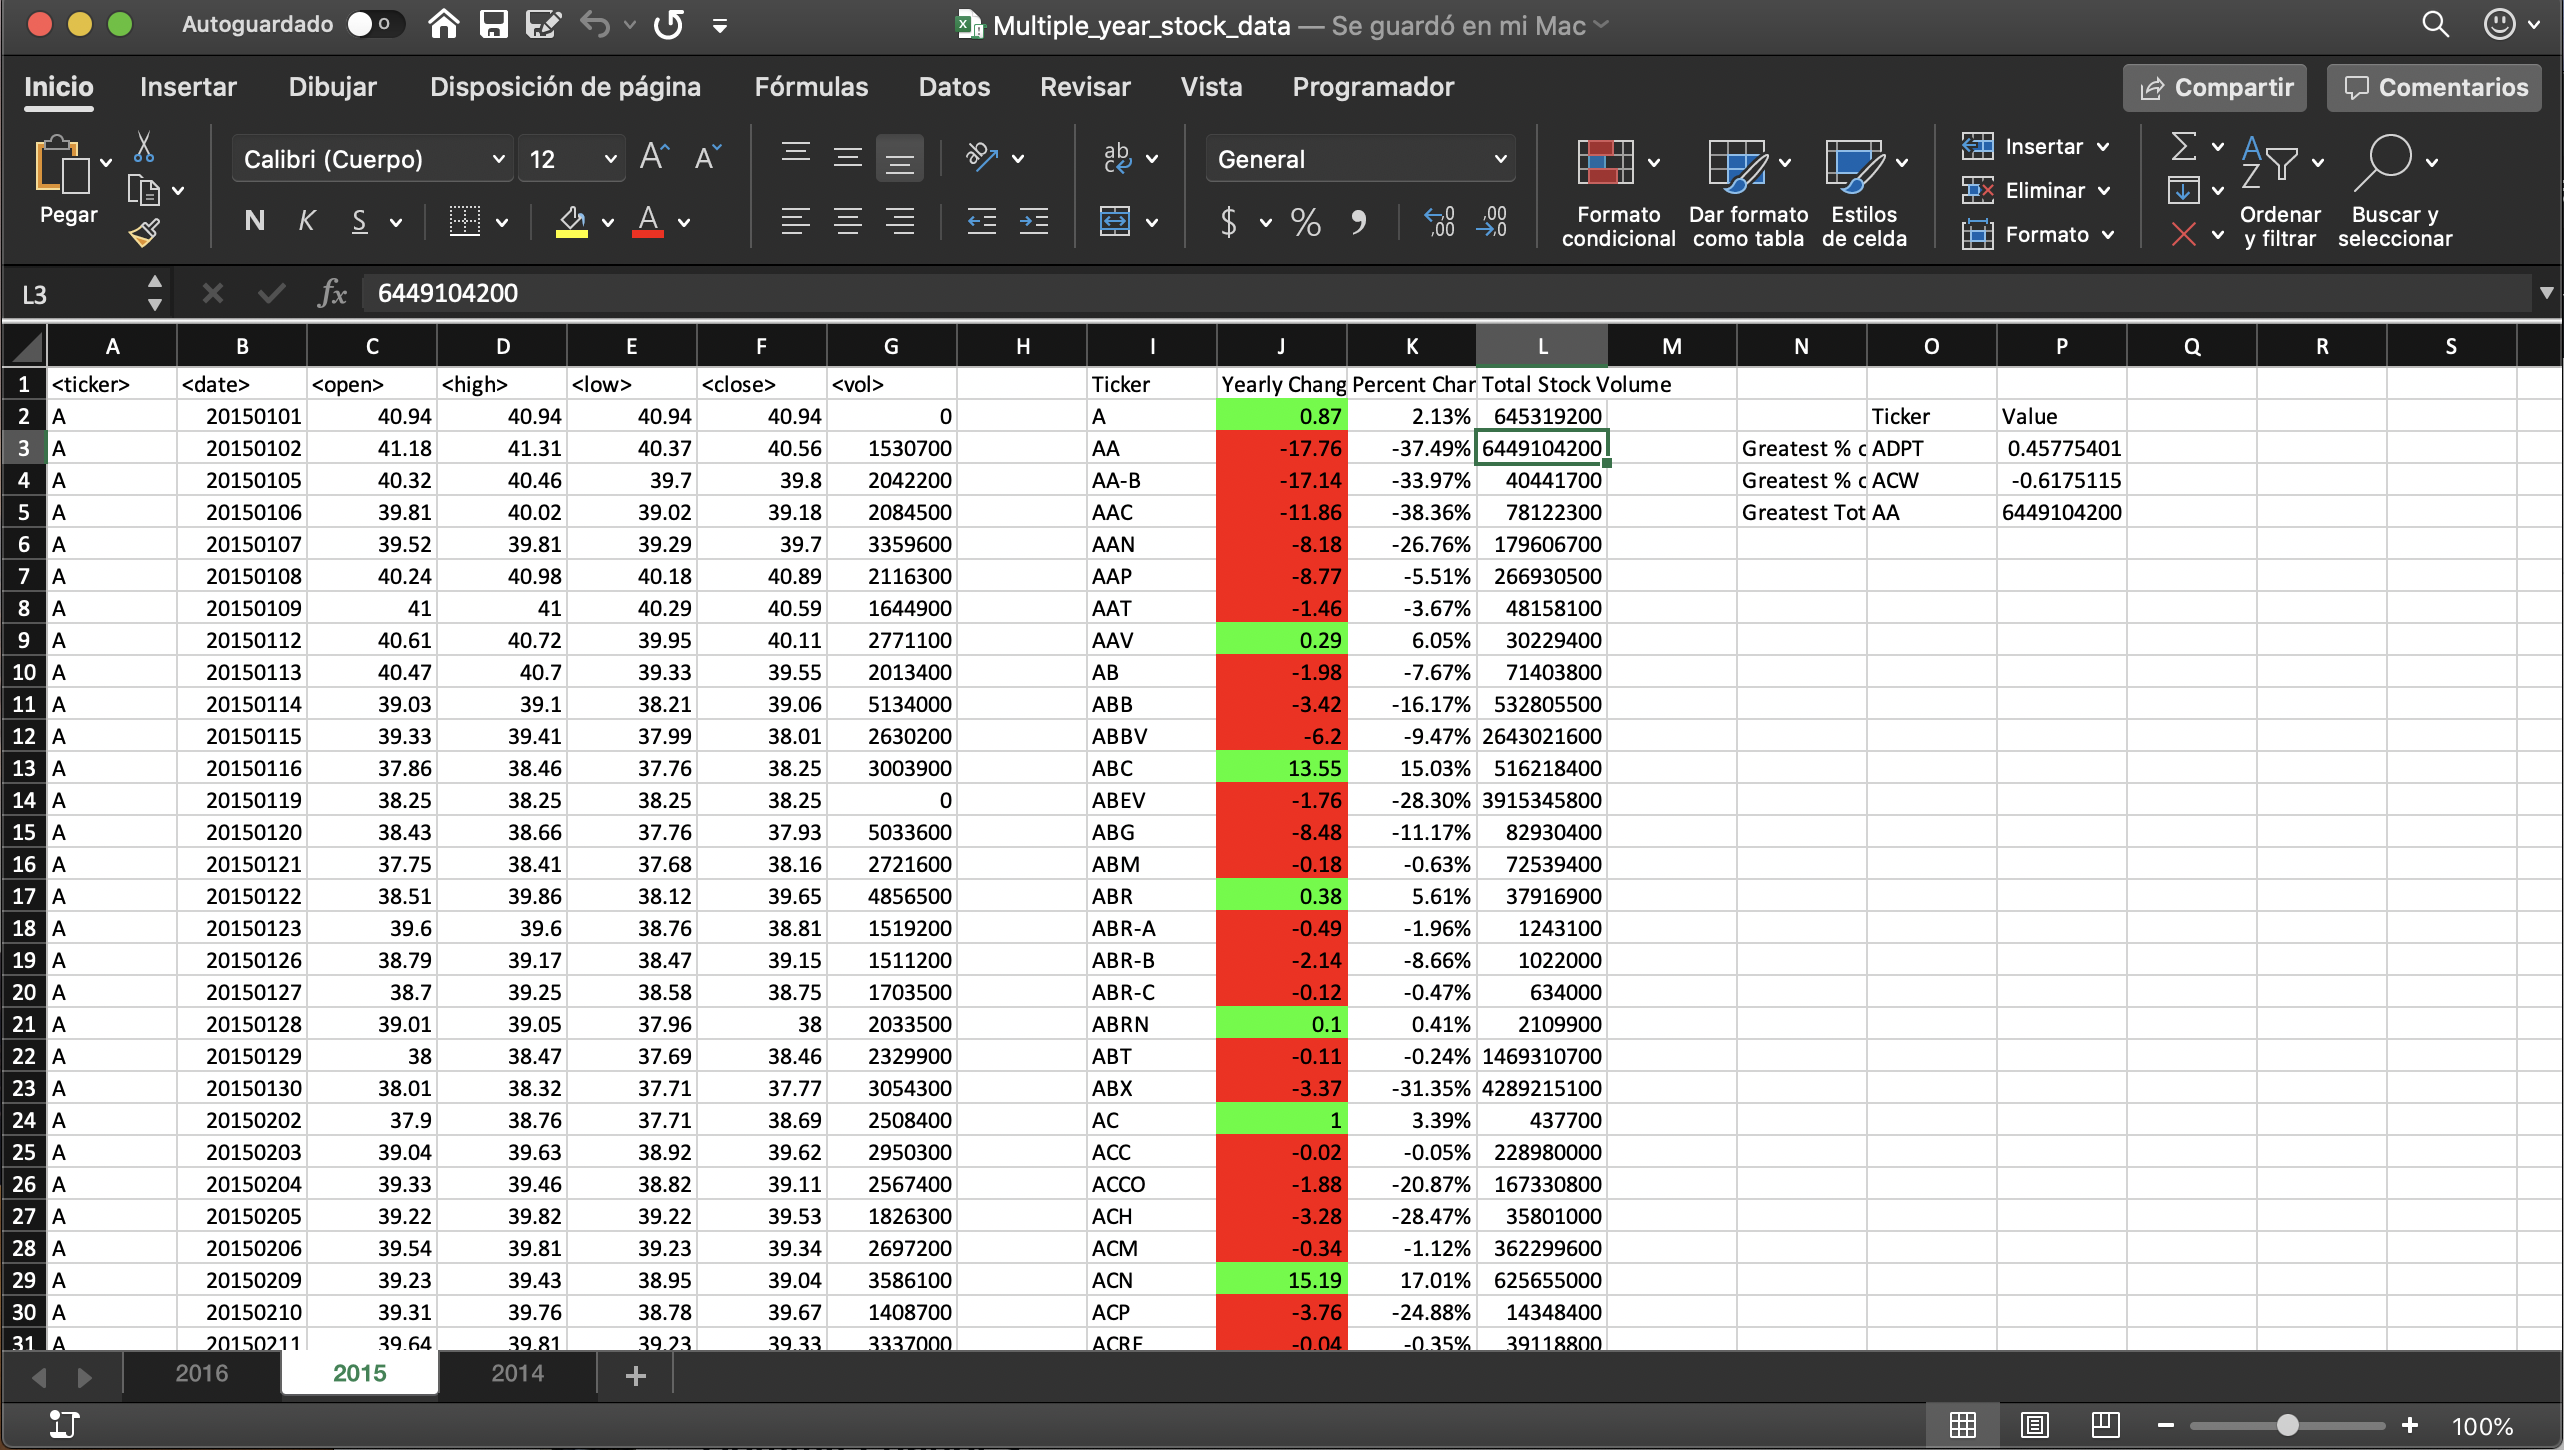 Autoguardado
Multiple_year_stock_data — Se guardó en mi Mac
Inicio Insertar Dibujar Disposición de página Fórmulas Datos Revisar Vista Programador Compartir Comentarios
Pegar
Calibri (Cuerpo) 12
N K S A
General
$ % 000
Formato condicional
Dar formato como tabla
Estilos de celda
Insertar
Eliminar
Formato
Ordenar y filtrar
Buscar y seleccionar
L3 fx 6449104200
A B C D E F G H I J K L M N O P Q R S
1 <ticker> <date> <open> <high> <low> <close> <vol> Ticker Yearly Chang Percent Char Total Stock Volume
2 A 20150101 40.94 40.94 40.94 40.94 0 A 0.87 2.13% 645319200 Ticker Value
3 A 20150102 41.18 41.31 40.37 40.56 1530700 AA -17.76 -37.49% 6449104200 Greatest % ADPT 0.45775401
4 A 20150105 40.32 40.46 39.7 39.8 2042200 AA-B -17.14 -33.97% 40441700 Greatest % ACW -0.6175115
5 A 20150106 39.81 40.02 39.02 39.18 2084500 AAC -11.86 -38.36% 78122300 Greatest Tot AA 6449104200
6 A 20150107 39.52 39.81 39.29 39.7 3359600 AAN -8.18 -26.76% 179606700
7 A 20150108 40.24 40.98 40.18 40.89 2116300 AAP -8.77 -5.51% 266930500
8 A 20150109 41 41 40.29 40.59 1644900 AAT -1.46 -3.67% 48158100
9 A 20150112 40.61 40.72 39.95 40.11 2771100 AAV 0.29 6.05% 30229400
10 A 20150113 40.47 40.7 39.33 39.55 2013400 AB -1.98 -7.67% 71403800
11 A 20150114 39.03 39.1 38.21 39.06 5134000 ABB -3.42 -16.17% 532805500
12 A 20150115 39.33 39.41 37.99 38.01 2630200 ABBV -6.2 -9.47% 2643021600
13 A 20150116 37.86 38.46 37.76 38.25 3003900 ABC 13.55 15.03% 516218400
14 A 20150119 38.25 38.25 38.25 38.25 0 ABEV -1.76 -28.30% 3915345800
15 A 20150120 38.43 38.66 37.76 37.93 5033600 ABG -8.48 -11.17% 82930400
16 A 20150121 37.75 38.41 37.68 38.16 2721600 ABM -0.18 -0.63% 72539400
17 A 20150122 38.51 39.86 38.12 39.65 4856500 ABR 0.38 5.61% 37916900
18 A 20150123 39.6 39.6 38.76 38.81 1519200 ABR-A -0.49 -1.96% 1243100
19 A 20150126 38.79 39.17 38.47 39.15 1511200 ABR-B -2.14 -8.66% 1022000
20 A 20150127 38.7 39.25 38.58 38.75 1703500 ABR-C -0.12 -0.47% 634000
21 A 20150128 39.01 39.05 37.96 38 2033500 ABRN 0.1 0.41% 2109900
22 A 20150129 38 38.47 37.69 38.46 2329900 ABT -0.11 -0.24% 1469310700
23 A 20150130 38.01 38.32 37.71 37.77 3054300 ABX -3.37 -31.35% 4289215100
24 A 20150202 37.9 38.76 37.71 38.69 2508400 AC 1 3.39% 437700
25 A 20150203 39.04 39.63 38.92 39.62 2950300 ACC -0.02 -0.05% 228980000
26 A 20150204 39.33 39.46 38.82 39.11 2567400 ACCO -1.88 -20.87% 167330800
27 A 20150205 39.22 39.82 39.22 39.53 1826300 ACH -3.28 -28.47% 35801000
28 A 20150206 39.54 39.81 39.23 39.34 2697200 ACM -0.34 -1.12% 362299600
29 A 20150209 39.23 39.43 38.95 39.04 3586100 ACN 15.19 17.01% 625655000
30 A 20150210 39.31 39.76 38.78 39.67 1408700 ACP -3.76 -24.88% 14348400
31 A 20150211 39.64 39.81 39.23 39.33 3337000 ACRE -0.04 -0.35% 39118800
2016 2015 2014
100%